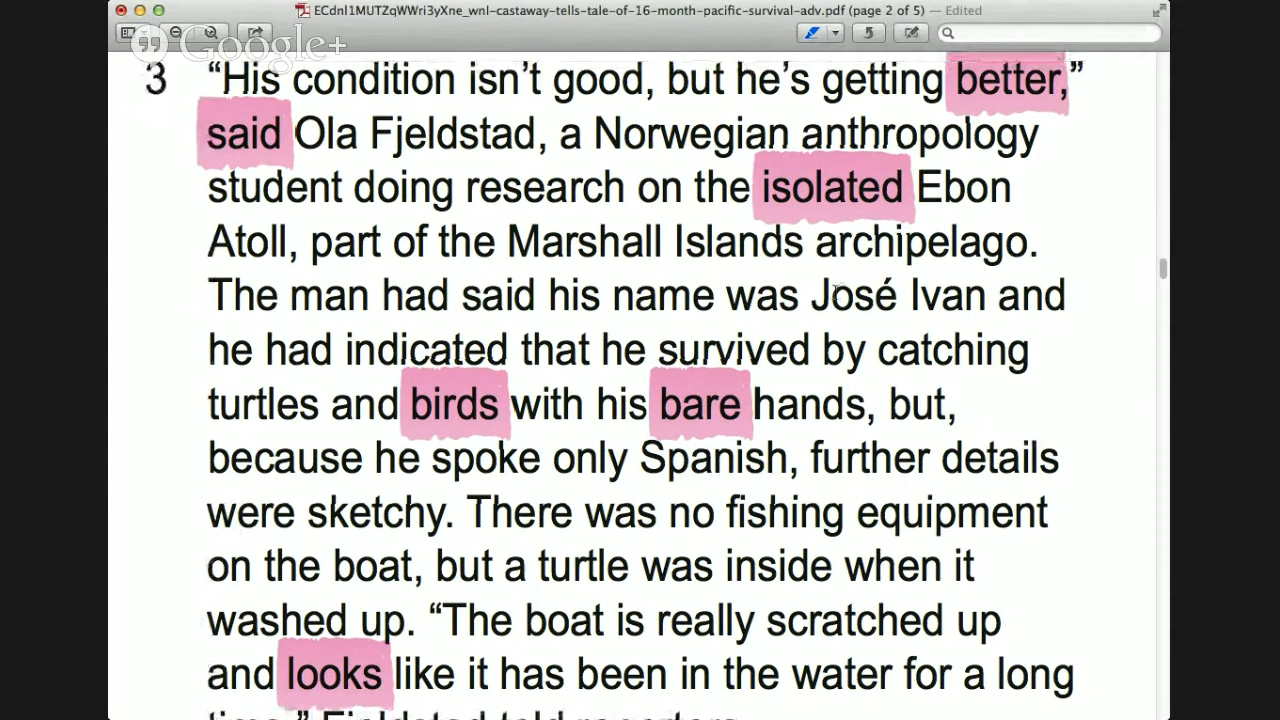 ECdnl1MUTZqWWri3yXne_wnl-castaway-tells-tale-of-16-month-pacific-survival-adv.pdf (page 2 of 5) — Edited
Google+
3 “His condition isn’t good, but he’s getting better,”
said Ola Fjeldstad, a Norwegian anthropology
student doing research on the isolated Ebon
Atoll, part of the Marshall Islands archipelago.
The man had said his name was José Ivan and
he had indicated that he survived by catching
turtles and birds with his bare hands, but,
because he spoke only Spanish, further details
were sketchy. There was no fishing equipment
on the boat, but a turtle was inside when it
washed up. “The boat is really scratched up
and looks like it has been in the water for a long
time,” Fjeldstad told reporters.